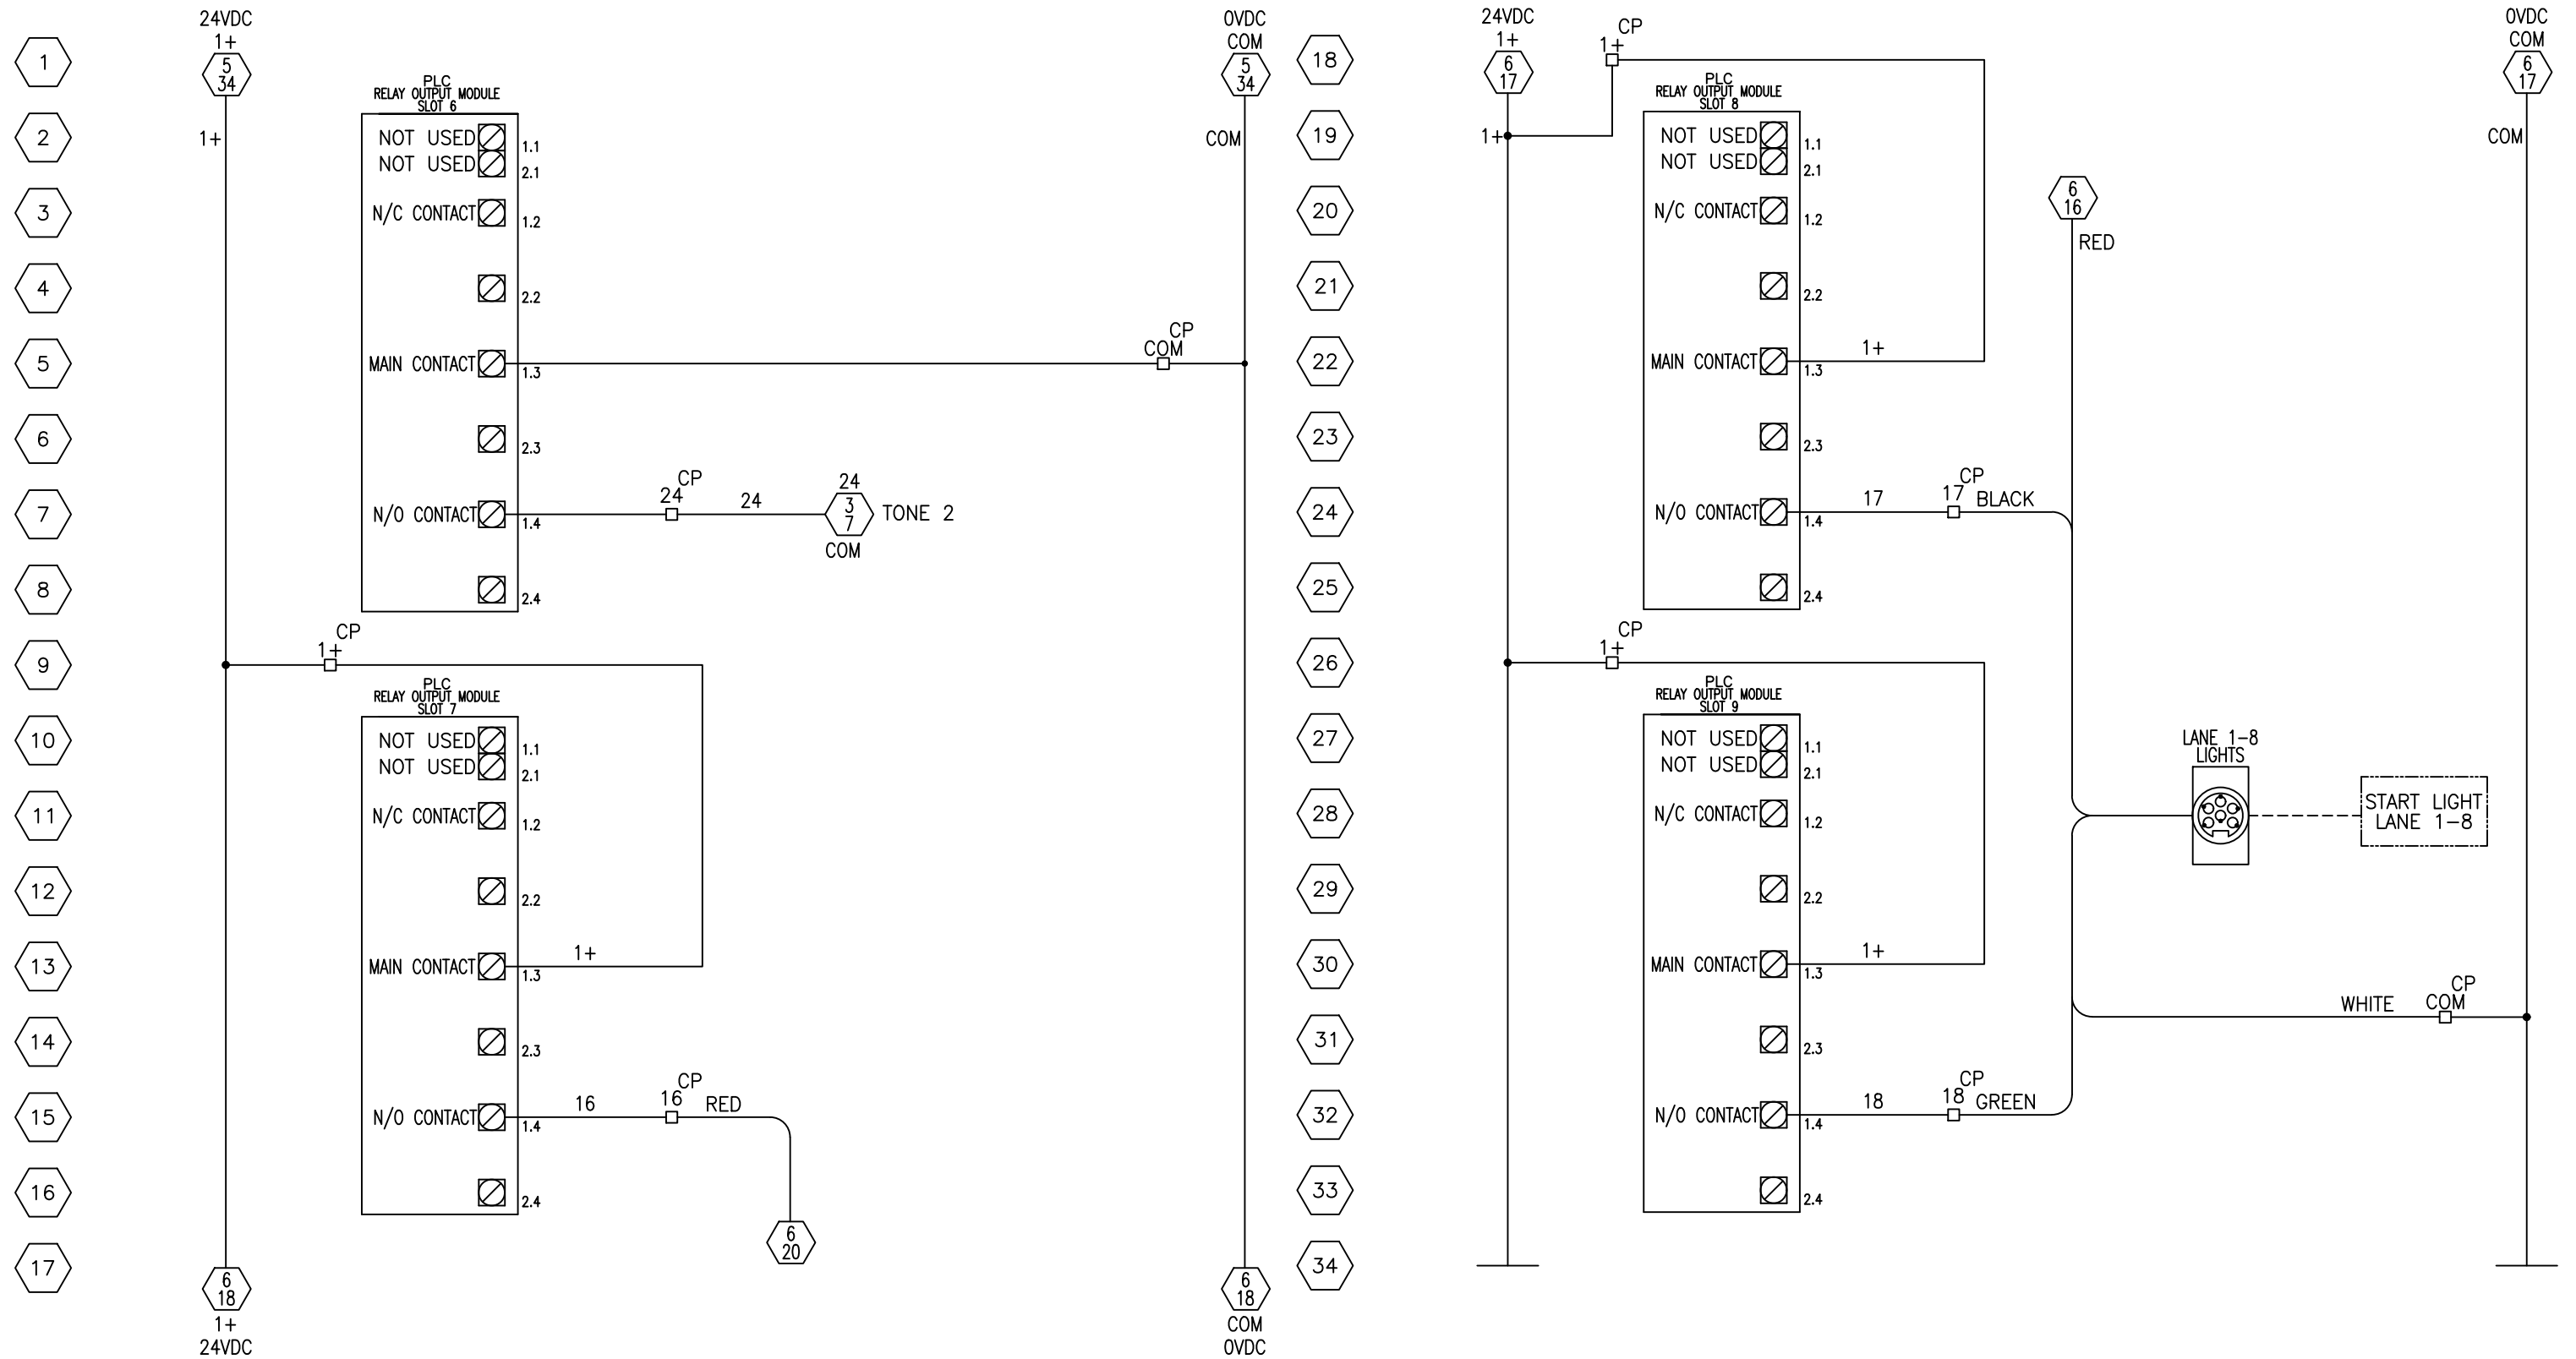 24VDC
1+
5
34
0VDC
COM
5
34
1
2
3
4
5
6
7
8
9
10
11
12
13
14
15
16
17
1+
COM
PLC
RELAY OUTPUT MODULE
SLOT 6
NOT USED 1.1
NOT USED 2.1
N/C CONTACT 1.2
2.2
MAIN CONTACT 1.3
CP
COM
2.3
N/O CONTACT 1.4
CP
24
24
24
3
7
COM
TONE 2
2.4
CP
1+
PLC
RELAY OUTPUT MODULE
SLOT 7
NOT USED 1.1
NOT USED 2.1
N/C CONTACT 1.2
2.2
MAIN CONTACT 1.3
1+
2.3
N/O CONTACT 1.4
16
CP
16
RED
2.4
6
20
6
18
1+
24VDC
6
18
COM
0VDC
24VDC
1+
6
17
0VDC
COM
6
17
18
19
20
21
22
23
24
25
26
27
28
29
30
31
32
33
34
CP
1+
1+
COM
PLC
RELAY OUTPUT MODULE
SLOT 8
NOT USED 1.1
NOT USED 2.1
N/C CONTACT 1.2
2.2
MAIN CONTACT 1.3
1+
2.3
N/O CONTACT 1.4
17
CP
17
BLACK
2.4
6
16
RED
CP
1+
PLC
RELAY OUTPUT MODULE
SLOT 9
NOT USED 1.1
NOT USED 2.1
N/C CONTACT 1.2
2.2
MAIN CONTACT 1.3
1+
2.3
N/O CONTACT 1.4
18
CP
18
GREEN
2.4
LANE 1-8
LIGHTS
START LIGHT
LANE 1-8
WHITE
CP
COM